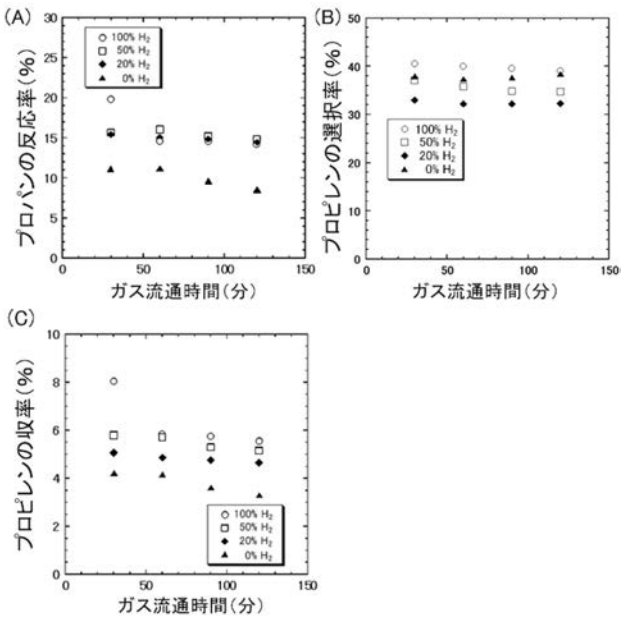 (A)
プロパンの反応率(%)
30
25
20
15
10
5
0
100% H₂
50% H₂
20% H₂
0% H₂
0 50 100 150
ガス流通時間(分)
(B)
プロピレンの選択率(%)
50
40
30
20
10
0
100% H₂
50% H₂
20% H₂
0% H₂
0 50 100 150
ガス流通時間(分)
(C)
プロピレンの収率(%)
10
8
6
4
2
0
100% H₂
50% H₂
20% H₂
0% H₂
0 50 100 150
ガス流通時間(分)